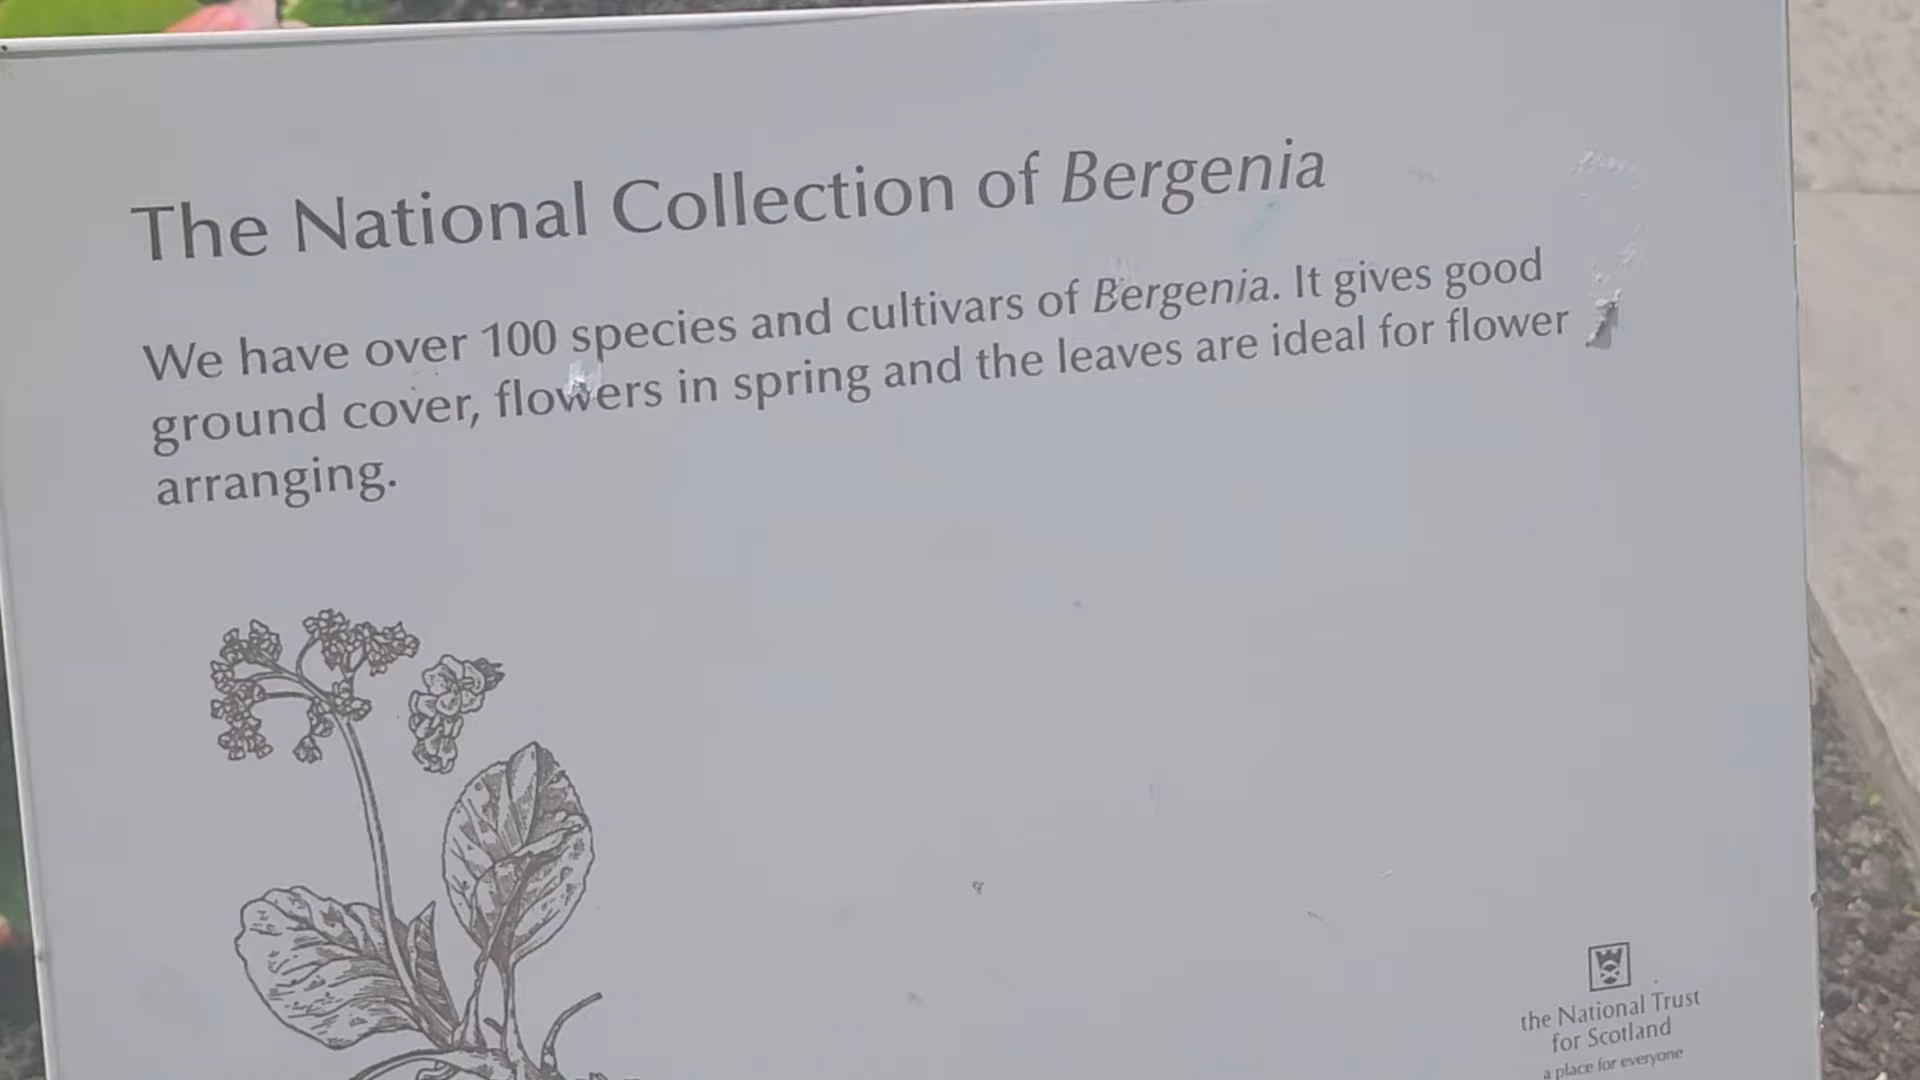 The National Collection of Bergenia
We have over 100 species and cultivars of Bergenia. It gives good
ground cover, flowers in spring and the leaves are ideal for flower
arranging.
the National Trust
for Scotland
a place for everyone